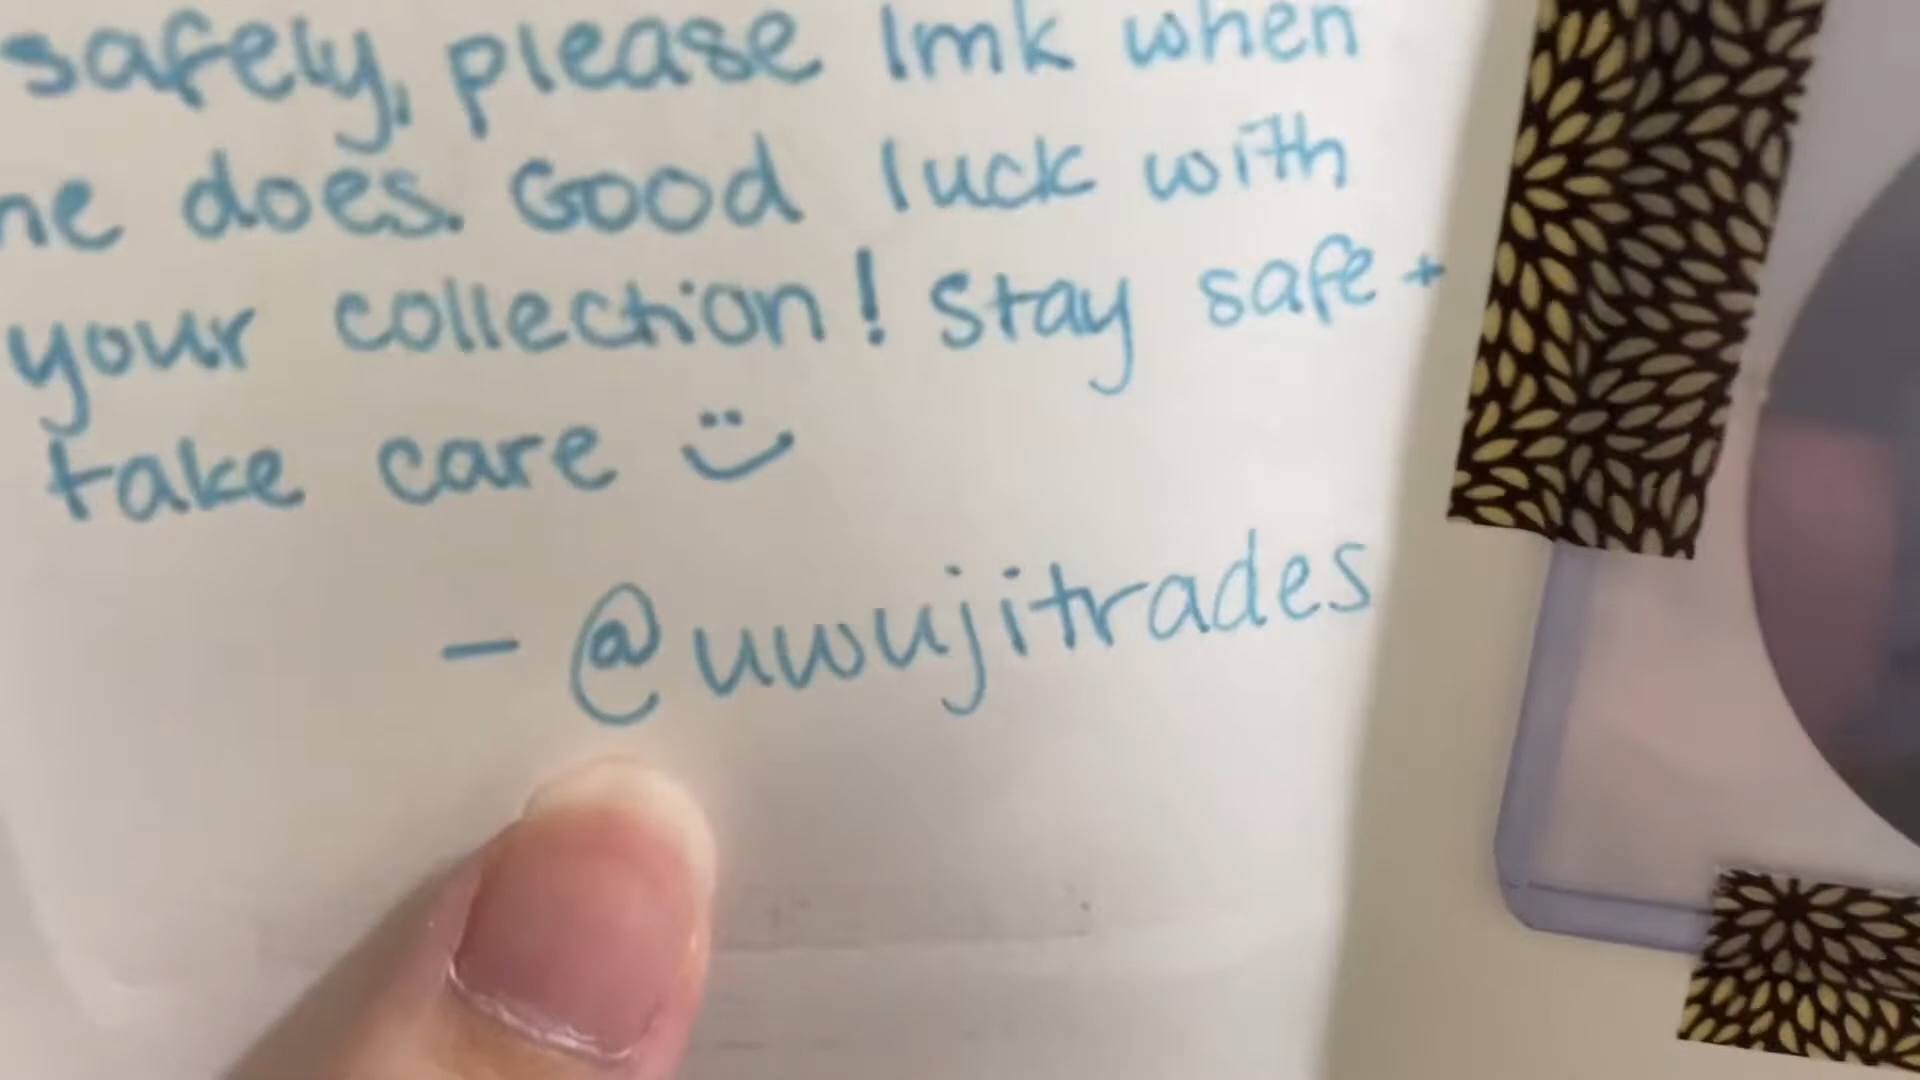 safely, please lmk when
does. Good luck with
your collection! Stay safe +
take care :)
- @uwujitrades